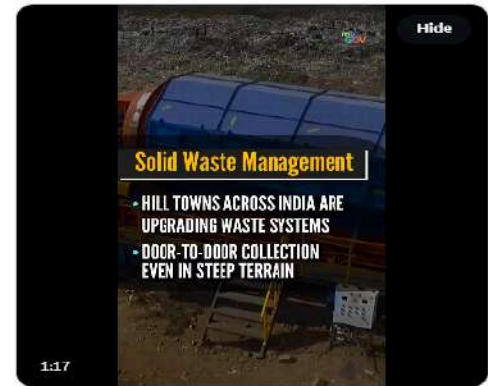 Hide
GOV
Solid Waste Management
• HILL TOWNS ACROSS INDIA ARE
UPGRADING WASTE SYSTEMS
• DOOR-TO-DOOR COLLECTION
EVEN IN STEEP TERRAIN
1:17